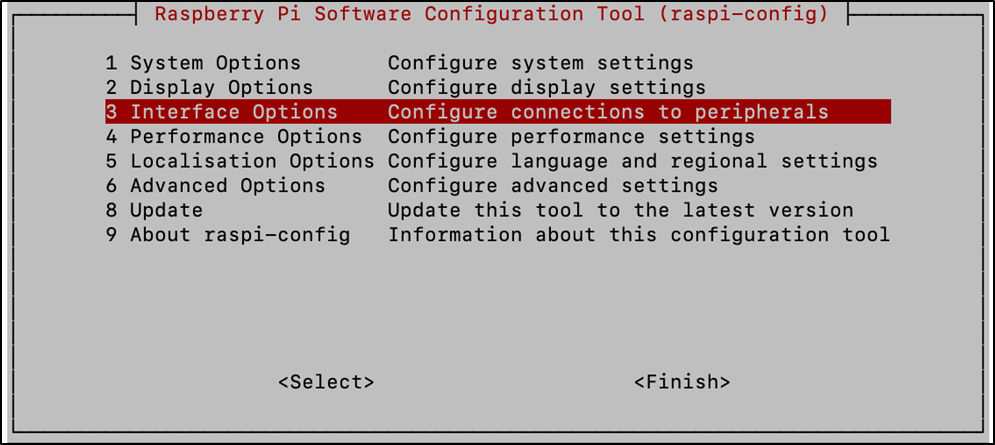 Raspberry Pi Software Configuration Tool (raspi-config)
1 System Options Configure system settings
2 Display Options Configure display settings
3 Interface Options Configure connections to peripherals
4 Performance Options Configure performance settings
5 Localisation Options Configure language and regional settings
6 Advanced Options Configure advanced settings
8 Update Update this tool to the latest version
9 About raspi-config Information about this configuration tool
<Select> <Finish>